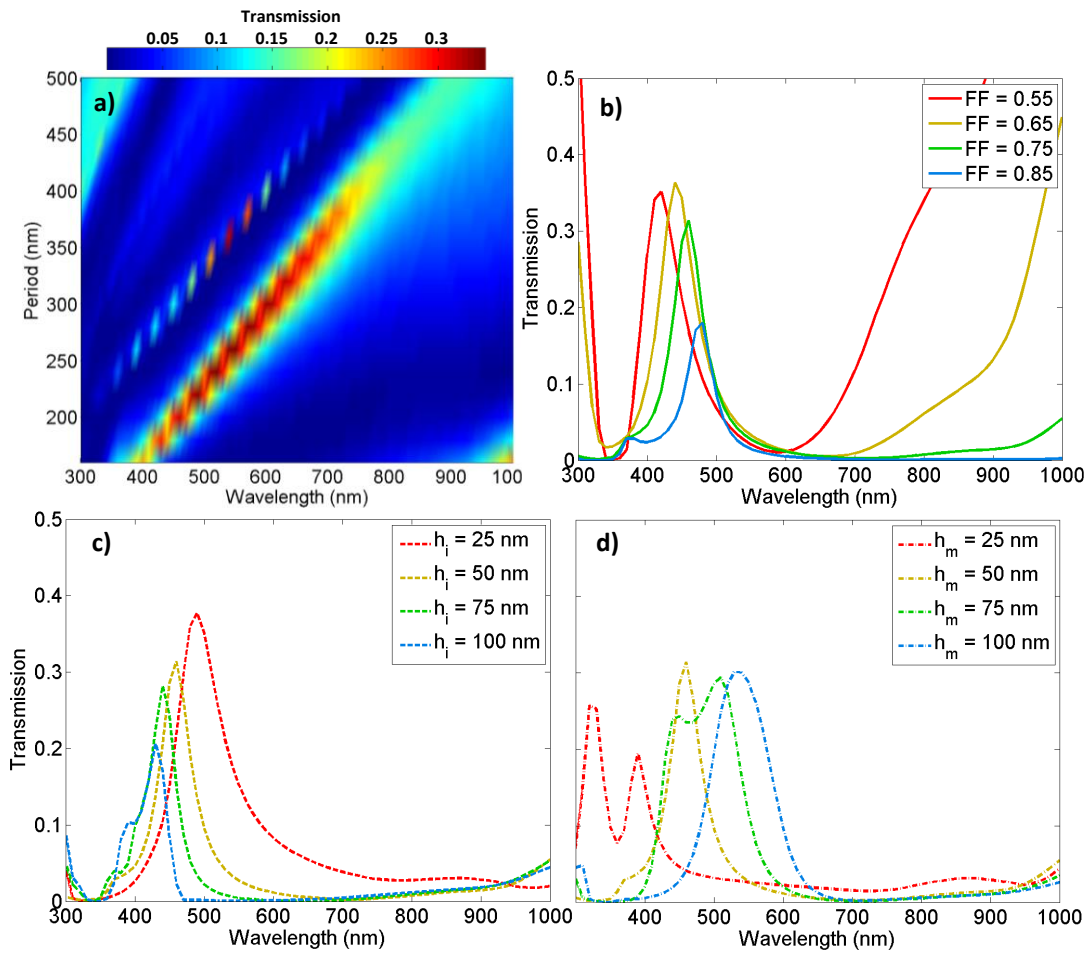 Transmission
0.05 0.1 0.15 0.2 0.25 0.3
a)
500
450
400
350
300
250
200
Period (nm)
300 400 500 600 700 800 900 100
Wavelength (nm)
b)
FF = 0.55
FF = 0.65
FF = 0.75
FF = 0.85
0.5
0.4
0.3
0.2
0.1
0
Transmission
300 400 500 600 700 800 900 1000
Wavelength (nm)
c)
h_i = 25 nm
h_i = 50 nm
h_i = 75 nm
h_i = 100 nm
0.5
0.4
0.3
0.2
0.1
0
Transmission
300 400 500 600 700 800 900 1000
Wavelength (nm)
d)
h_m = 25 nm
h_m = 50 nm
h_m = 75 nm
h_m = 100 nm
400 500 600 700 800 900 1000
Wavelength (nm)